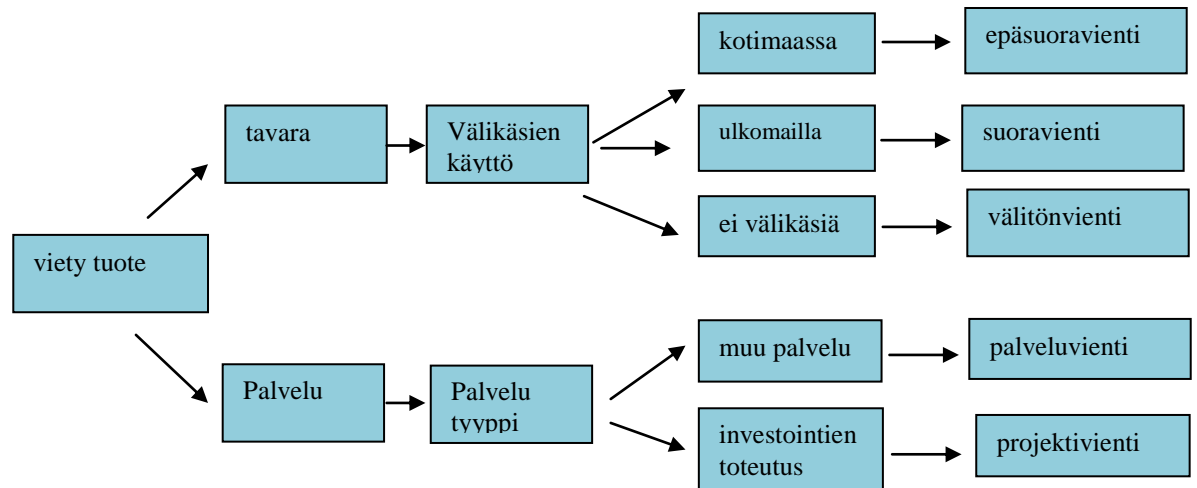 kotimaassa
epäsuoravienti
tavara
Välikäsien
käyttö
ulkomailla
suoravienti
ei välikäsiä
välitönvienti
viety tuote
muu palvelu
palveluvienti
Palvelu
Palvelu
tyyppi
investointien
toteutus
projektivienti